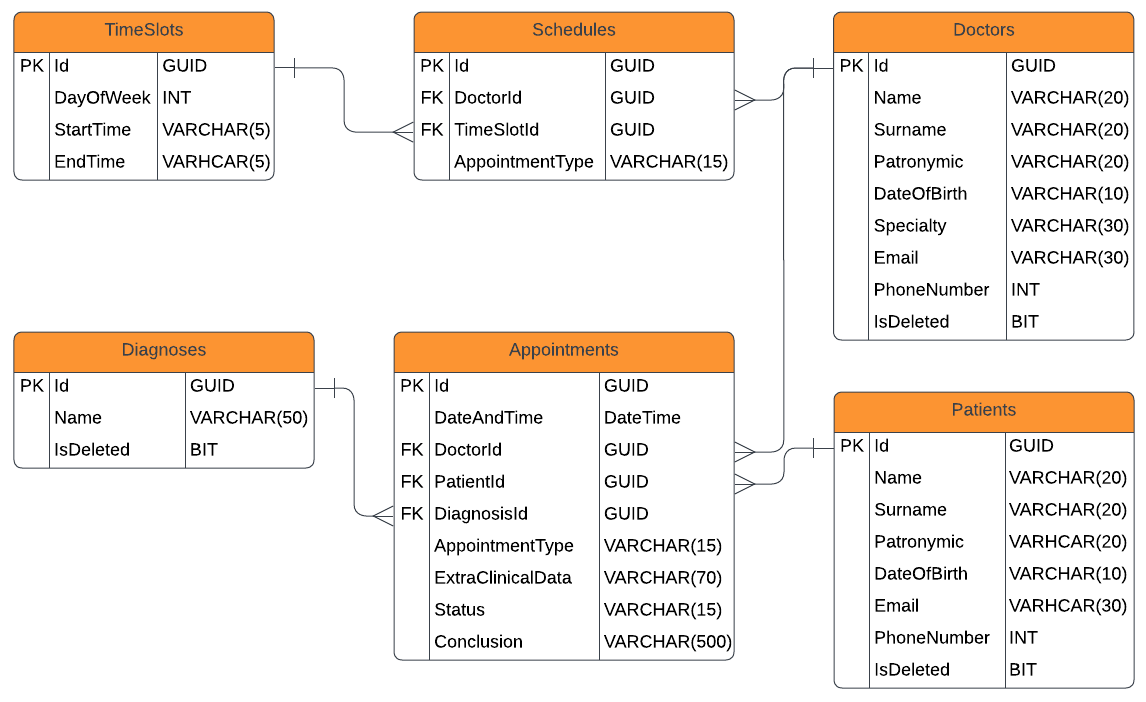 TimeSlots
PK Id GUID
DayOfWeek INT
StartTime VARCHAR(5)
EndTime VARHCAR(5)
Schedules
PK Id GUID
FK DoctorId GUID
FK TimeSlotId GUID
AppointmentType VARCHAR(15)
Doctors
PK Id GUID
Name VARCHAR(20)
Surname VARCHAR(20)
Patronymic VARCHAR(20)
DateOfBirth VARCHAR(10)
Specialty VARCHAR(30)
Email VARCHAR(30)
PhoneNumber INT
IsDeleted BIT
Diagnoses
PK Id GUID
Name VARCHAR(50)
IsDeleted BIT
Appointments
PK Id GUID
DateAndTime DateTime
FK DoctorId GUID
FK PatientId GUID
FK DiagnosisId GUID
AppointmentType VARCHAR(15)
ExtraClinicalData VARCHAR(70)
Status VARCHAR(15)
Conclusion VARCHAR(500)
Patients
PK Id GUID
Name VARCHAR(20)
Surname VARCHAR(20)
Patronymic VARHCAR(20)
DateOfBirth VARCHAR(10)
Email VARHCAR(30)
PhoneNumber INT
IsDeleted BIT